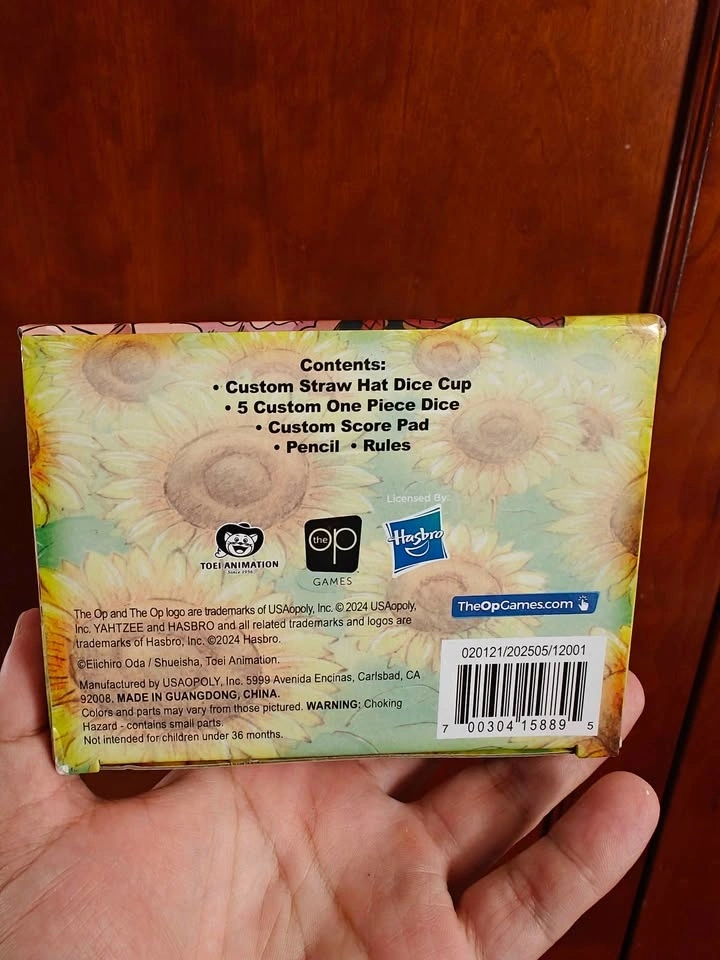 Contents:
• Custom Straw Hat Dice Cup
• 5 Custom One Piece Dice
• Custom Score Pad
• Pencil • Rules
Licensed By:
TOEI ANIMATION
Since 1956
the op
GAMES
Hasbro
The Op and The Op logo are trademarks of USAopoly, Inc. © 2024 USAopoly,
Inc. YAHTZEE and HASBRO and all related trademarks and logos are
trademarks of Hasbro, Inc. ©2024 Hasbro.
TheOpGames.com
©Eiichiro Oda / Shueisha, Toei Animation.
Manufactured by USAOPOLY, Inc. 5999 Avenida Encinas, Carlsbad, CA
92008. MADE IN GUANGDONG, CHINA.
Colors and parts may vary from those pictured. WARNING: Choking
Hazard - contains small parts.
Not intended for children under 36 months.
020121/202505/12001
7 00304 15889 5